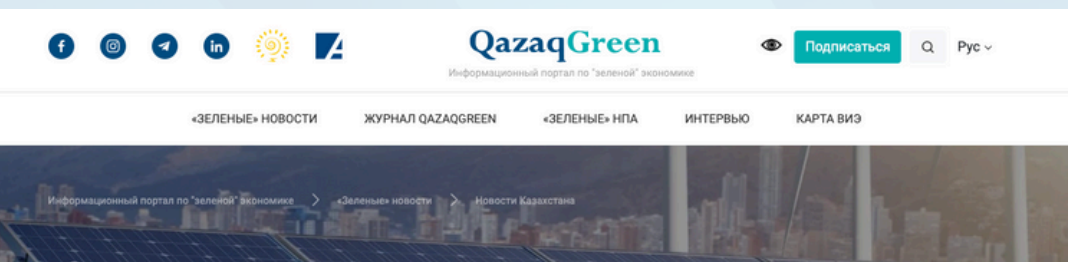 QazaqGreen
Информационный портал по "зеленой" экономике
Подписаться
Рус
«ЗЕЛЕНЫЕ» НОВОСТИ
ЖУРНАЛ QAZAQGREEN
«ЗЕЛЕНЫЕ» НПА
ИНТЕРВЬЮ
КАРТА ВИЭ
Информационный портал по "зеленой" экономике > «Зеленые» новости > Новости Казахстана